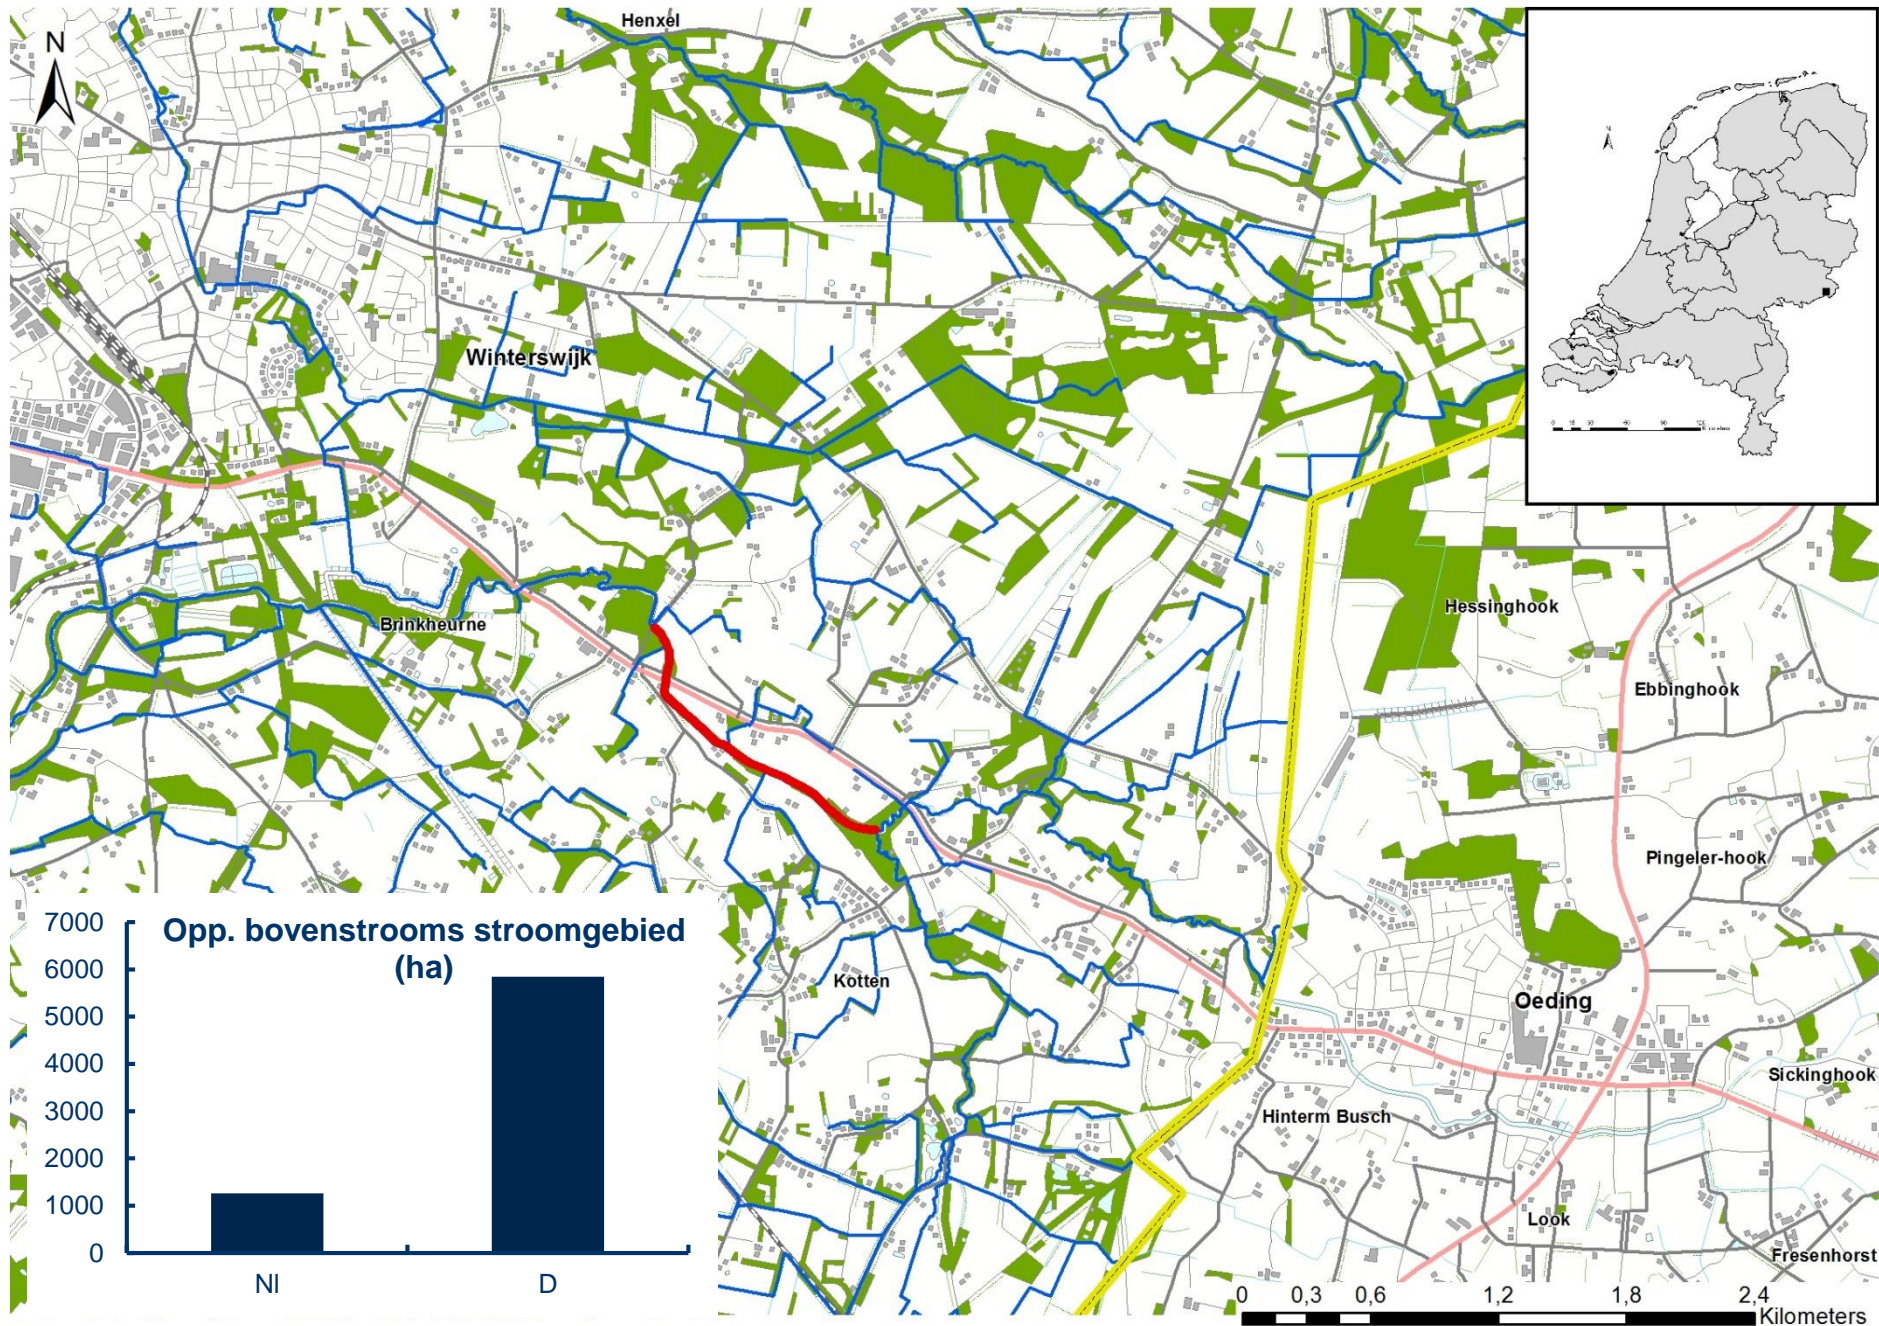 N
Henxel
Winterswijk
Brinkheurne
Hessinghook
Ebbinghook
Pingeler-hook
Kotten
Oeding
Sickinghook
Hinterm Busch
Look
Fresenhorst
Opp. bovenstrooms stroomgebied
(ha)
7000
6000
5000
4000
3000
2000
1000
0
Nl
D
0 0,3 0,6 1,2 1,8 2,4
Kilometers